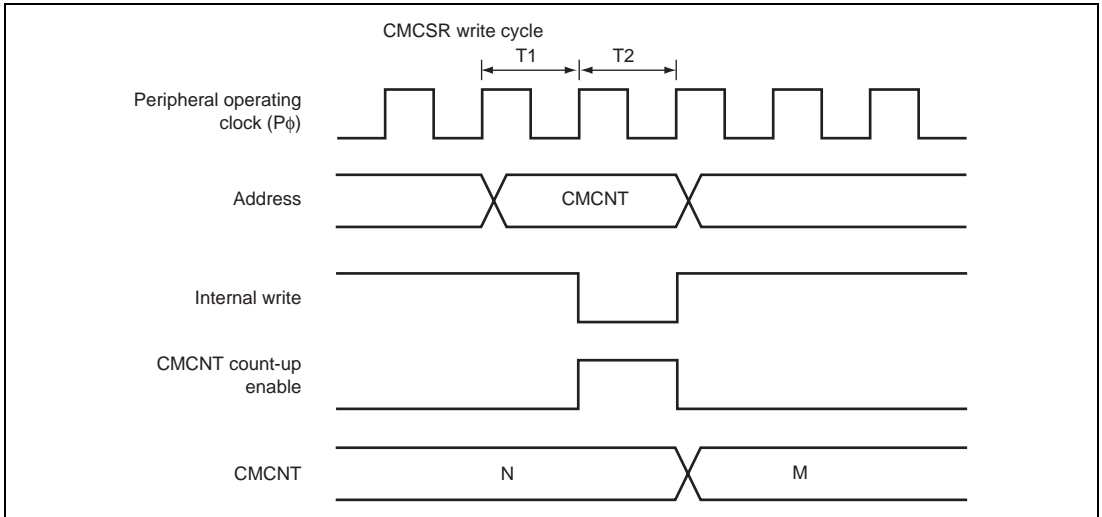 CMCSR write cycle
T1 T2
Peripheral operating
clock (Pϕ)
Address
CMCNT
Internal write
CMCNT count-up
enable
CMCNT
N
M